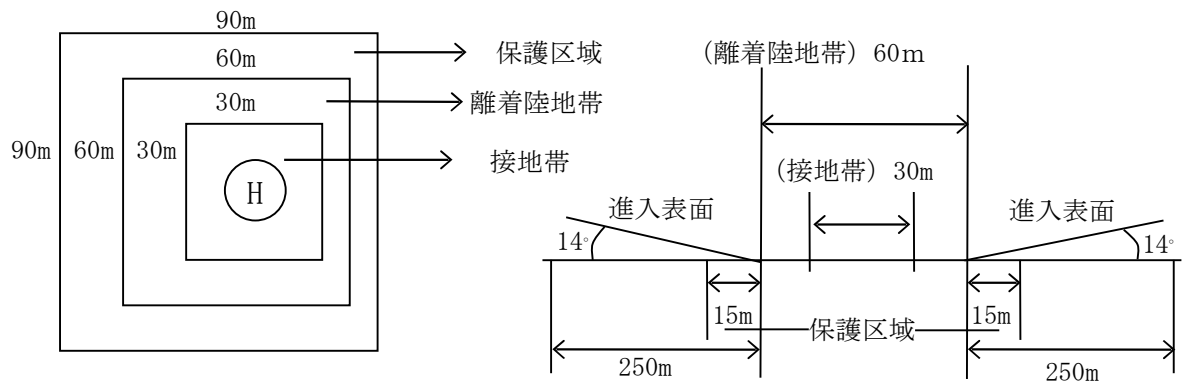 90m
保護区域
60m
離着陸地帯
30m
90m
60m
30m
接地帯
H
(離着陸地帯) 60m
(接地帯) 30m
進入表面
進入表面
14°
14°
15m
保護区域
15m
250m
250m